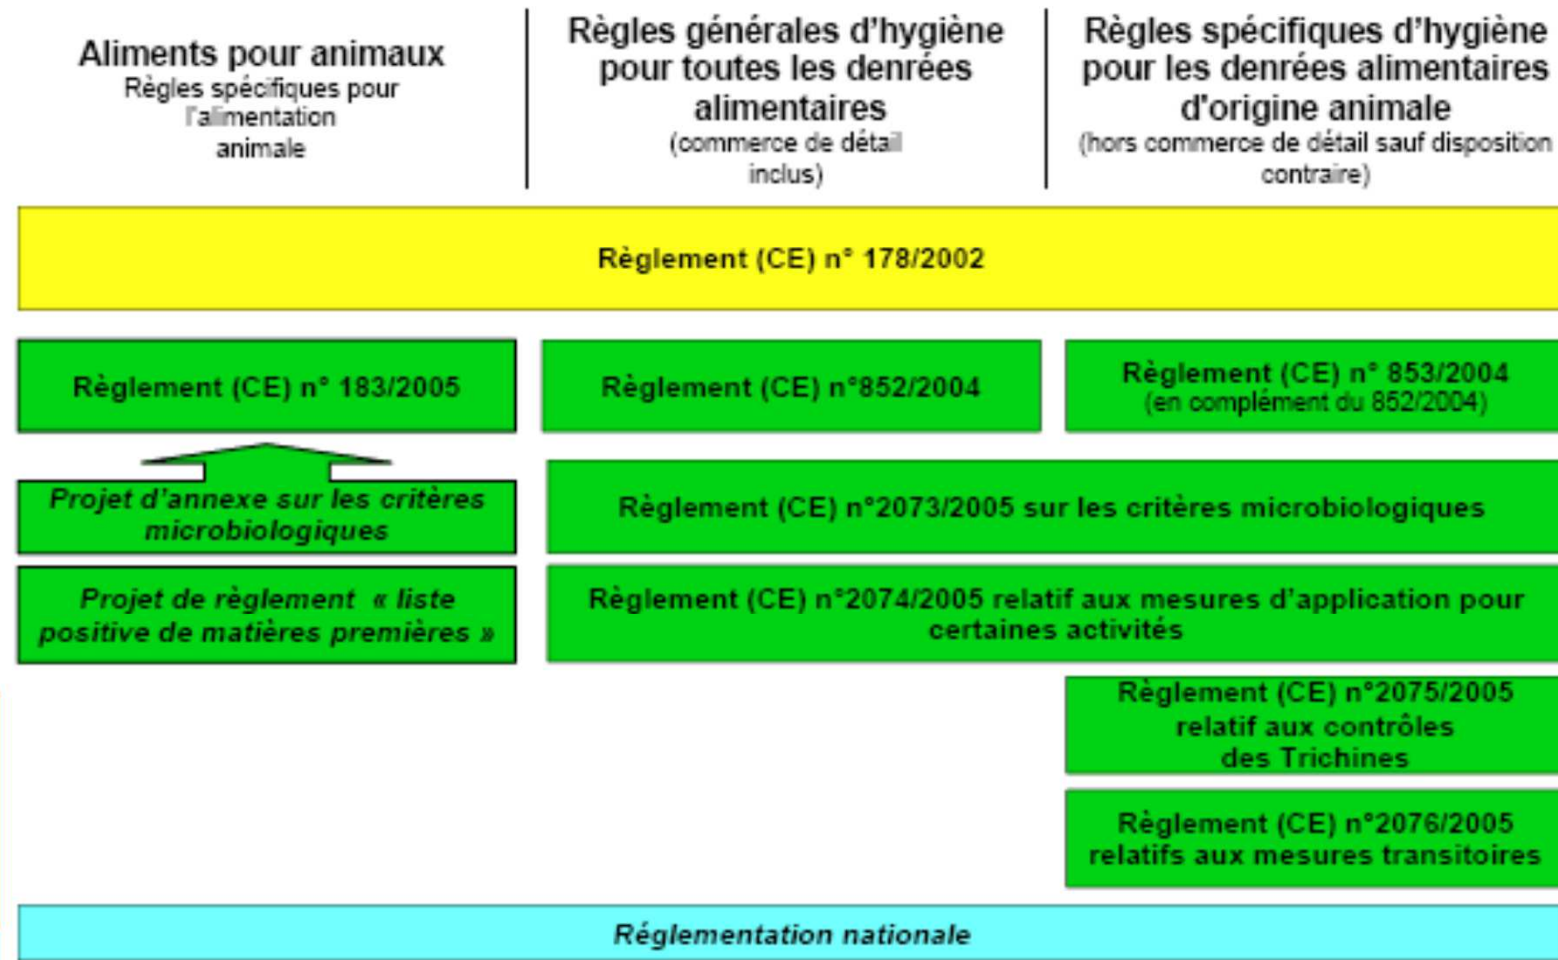 Aliments pour animaux
Règles spécifiques pour
l'alimentation
animale
Règles générales d'hygiène
pour toutes les denrées
alimentaires
(commerce de détail
inclus)
Règles spécifiques d'hygiène
pour les denrées alimentaires
d'origine animale
(hors commerce de détail sauf disposition
contraire)
Règlement (CE) n° 178/2002
Règlement (CE) n° 183/2005
Règlement (CE) n°852/2004
Règlement (CE) n° 853/2004
(en complément du 852/2004)
Projet d'annexe sur les critères
microbiologiques
Règlement (CE) n°2073/2005 sur les critères microbiologiques
Projet de règlement « liste
positive de matières premières »
Règlement (CE) n°2074/2005 relatif aux mesures d'application pour
certaines activités
Règlement (CE) n°2075/2005
relatif aux contrôles
des Trichines
Règlement (CE) n°2076/2005
relatifs aux mesures transitoires
Réglementation nationale